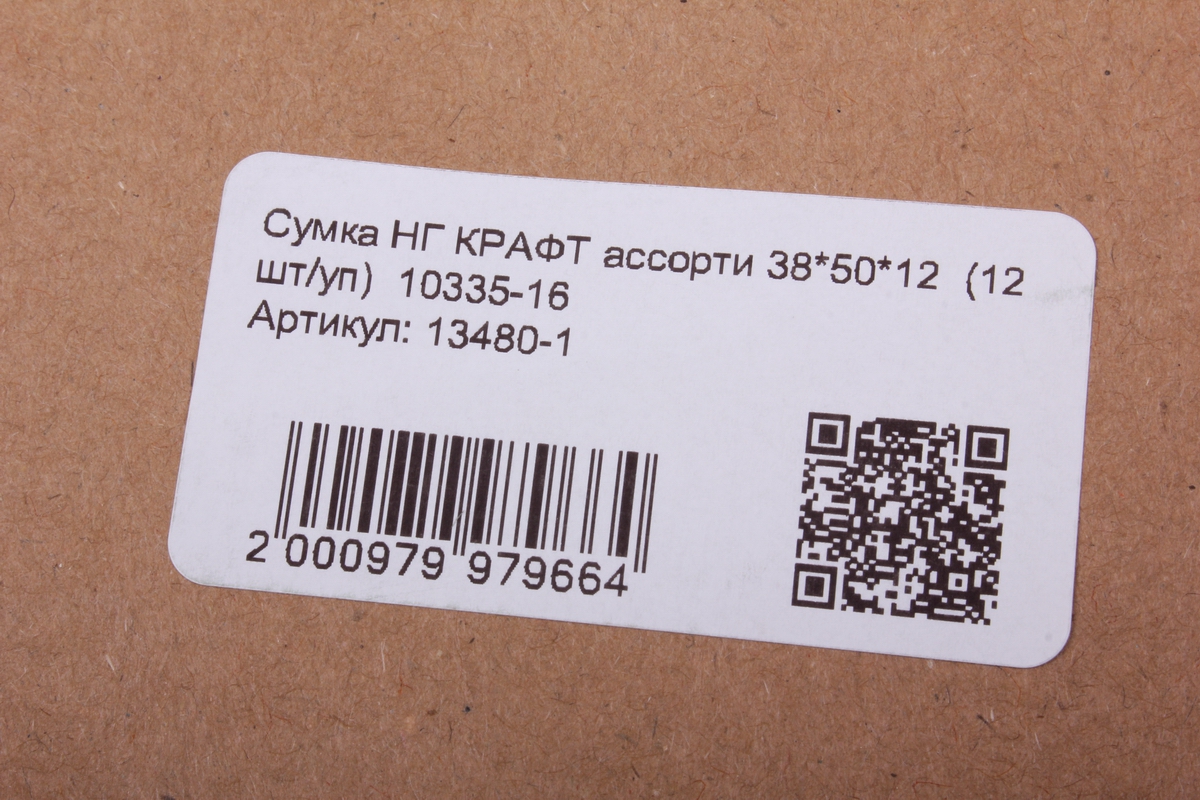 Сумка НГ КРАФТ ассорти 38*50*12 (12
шт/уп) 10335-16
Артикул: 13480-1
2 000979 979664